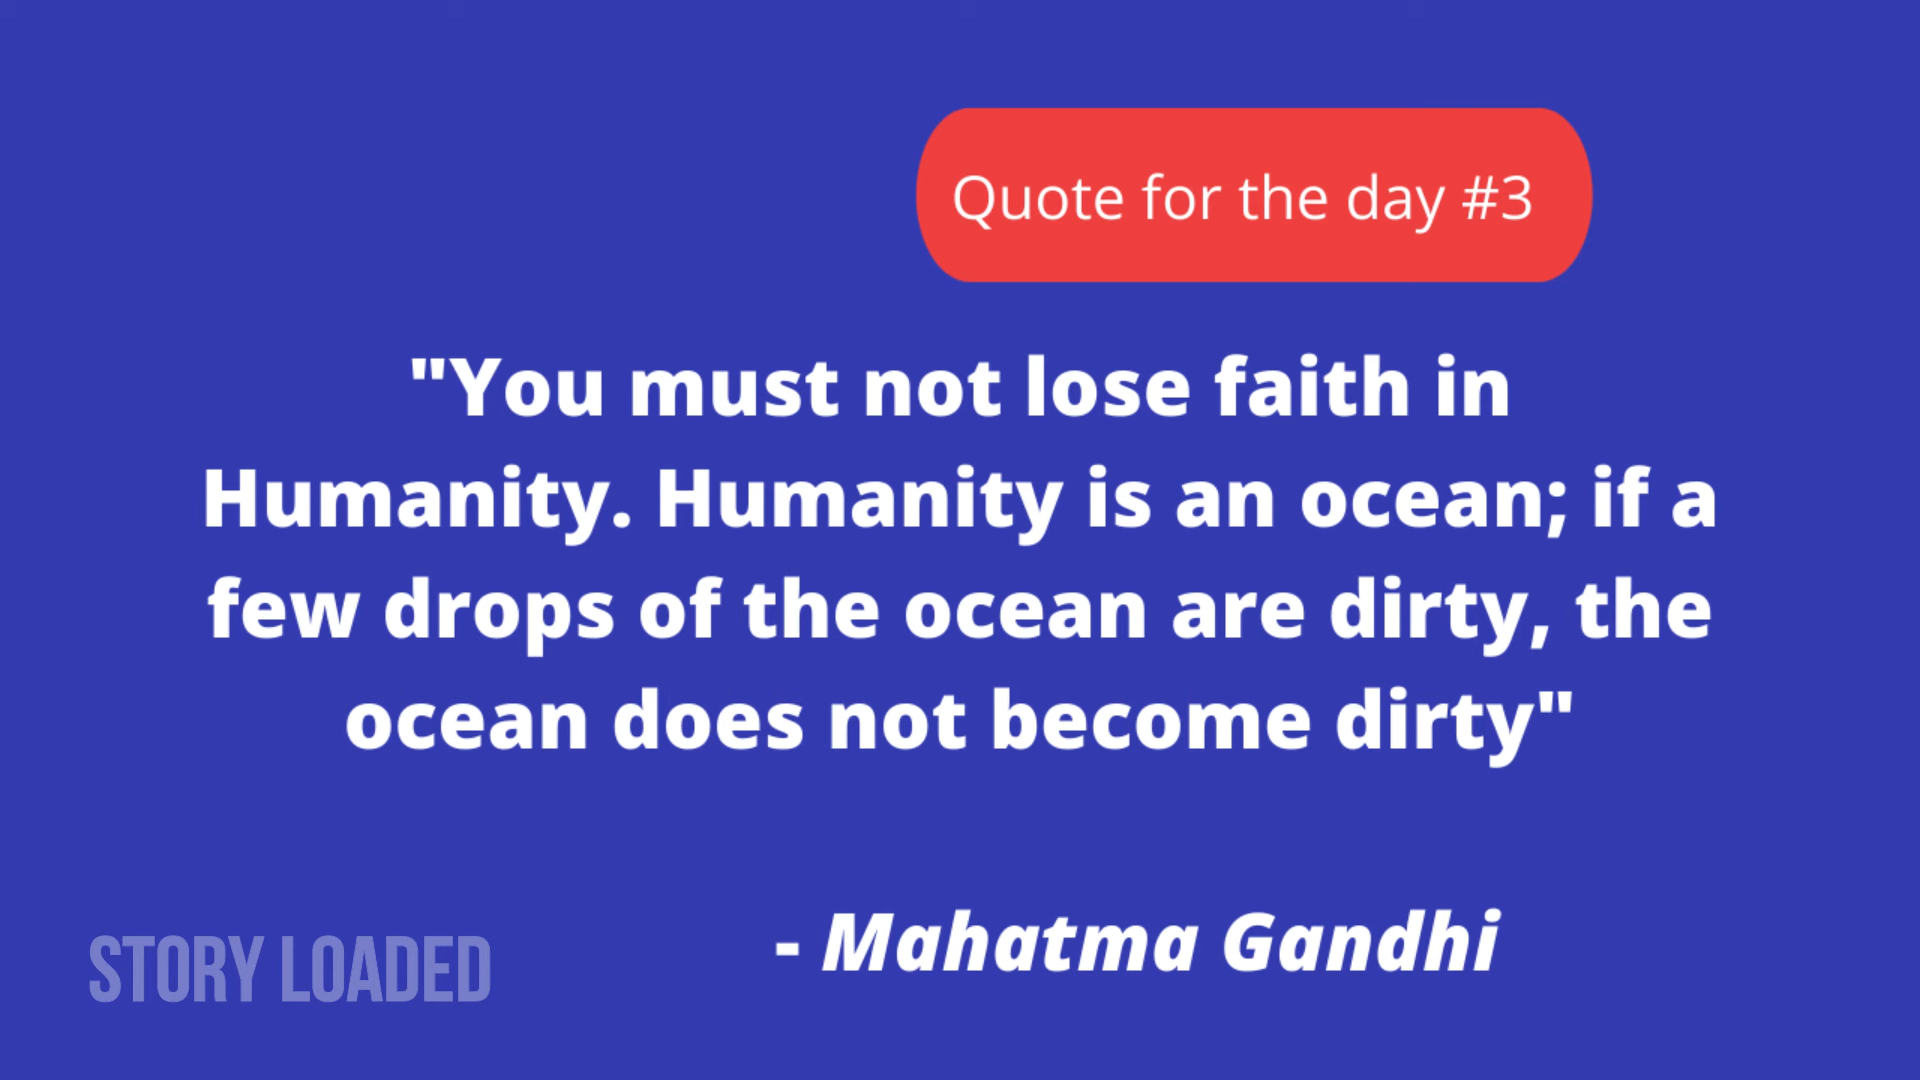 Quote for the day #3
"You must not lose faith in
Humanity. Humanity is an ocean; if a
few drops of the ocean are dirty, the
ocean does not become dirty"
- Mahatma Gandhi
STORY LOADED